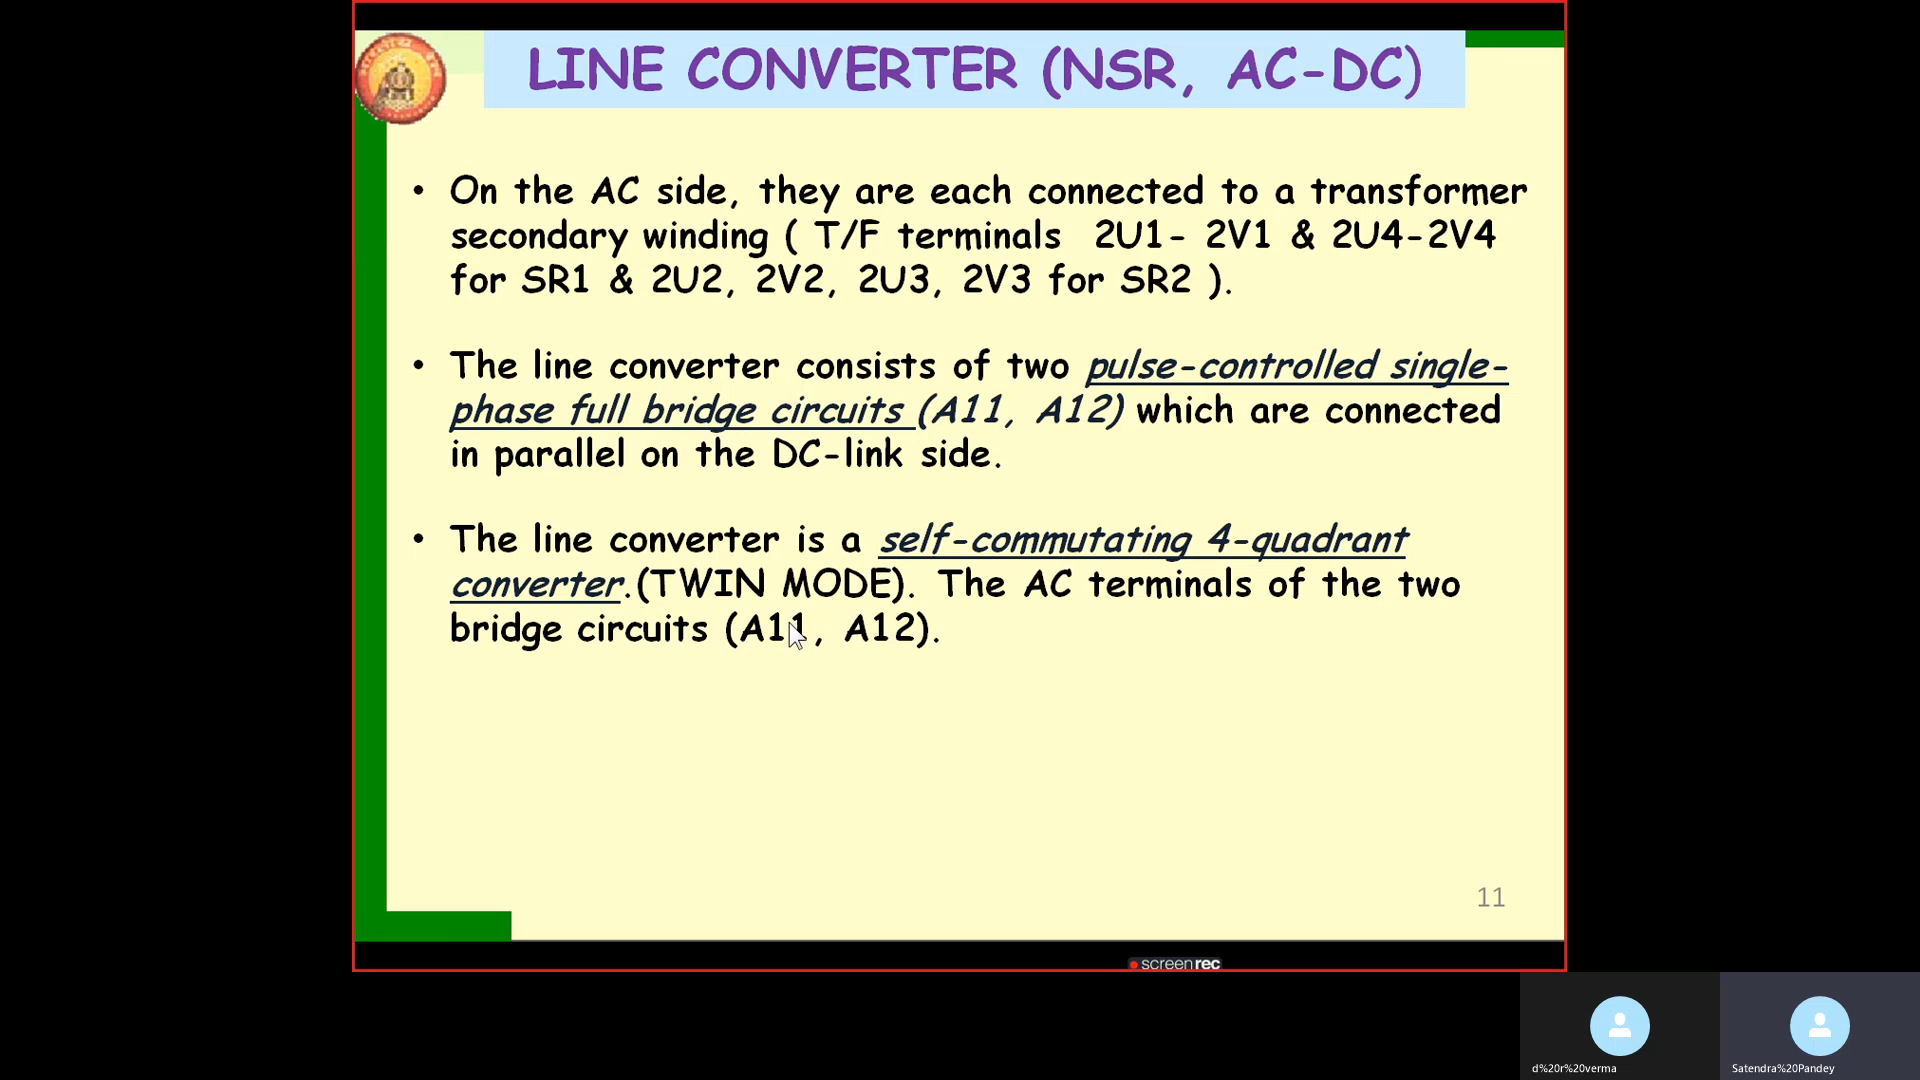 LINE CONVERTER (NSR, AC-DC)
• On the AC side, they are each connected to a transformer
secondary winding ( T/F terminals 2U1- 2V1 & 2U4-2V4
for SR1 & 2U2, 2V2, 2U3, 2V3 for SR2 ).
• The line converter consists of two pulse-controlled single-
phase full bridge circuits (A11, A12) which are connected
in parallel on the DC-link side.
• The line converter is a self-commutating 4-quadrant
converter.(TWIN MODE). The AC terminals of the two
bridge circuits (A11, A12).
11
screenrec
d%20r%20verma
Satendra%20Pandey